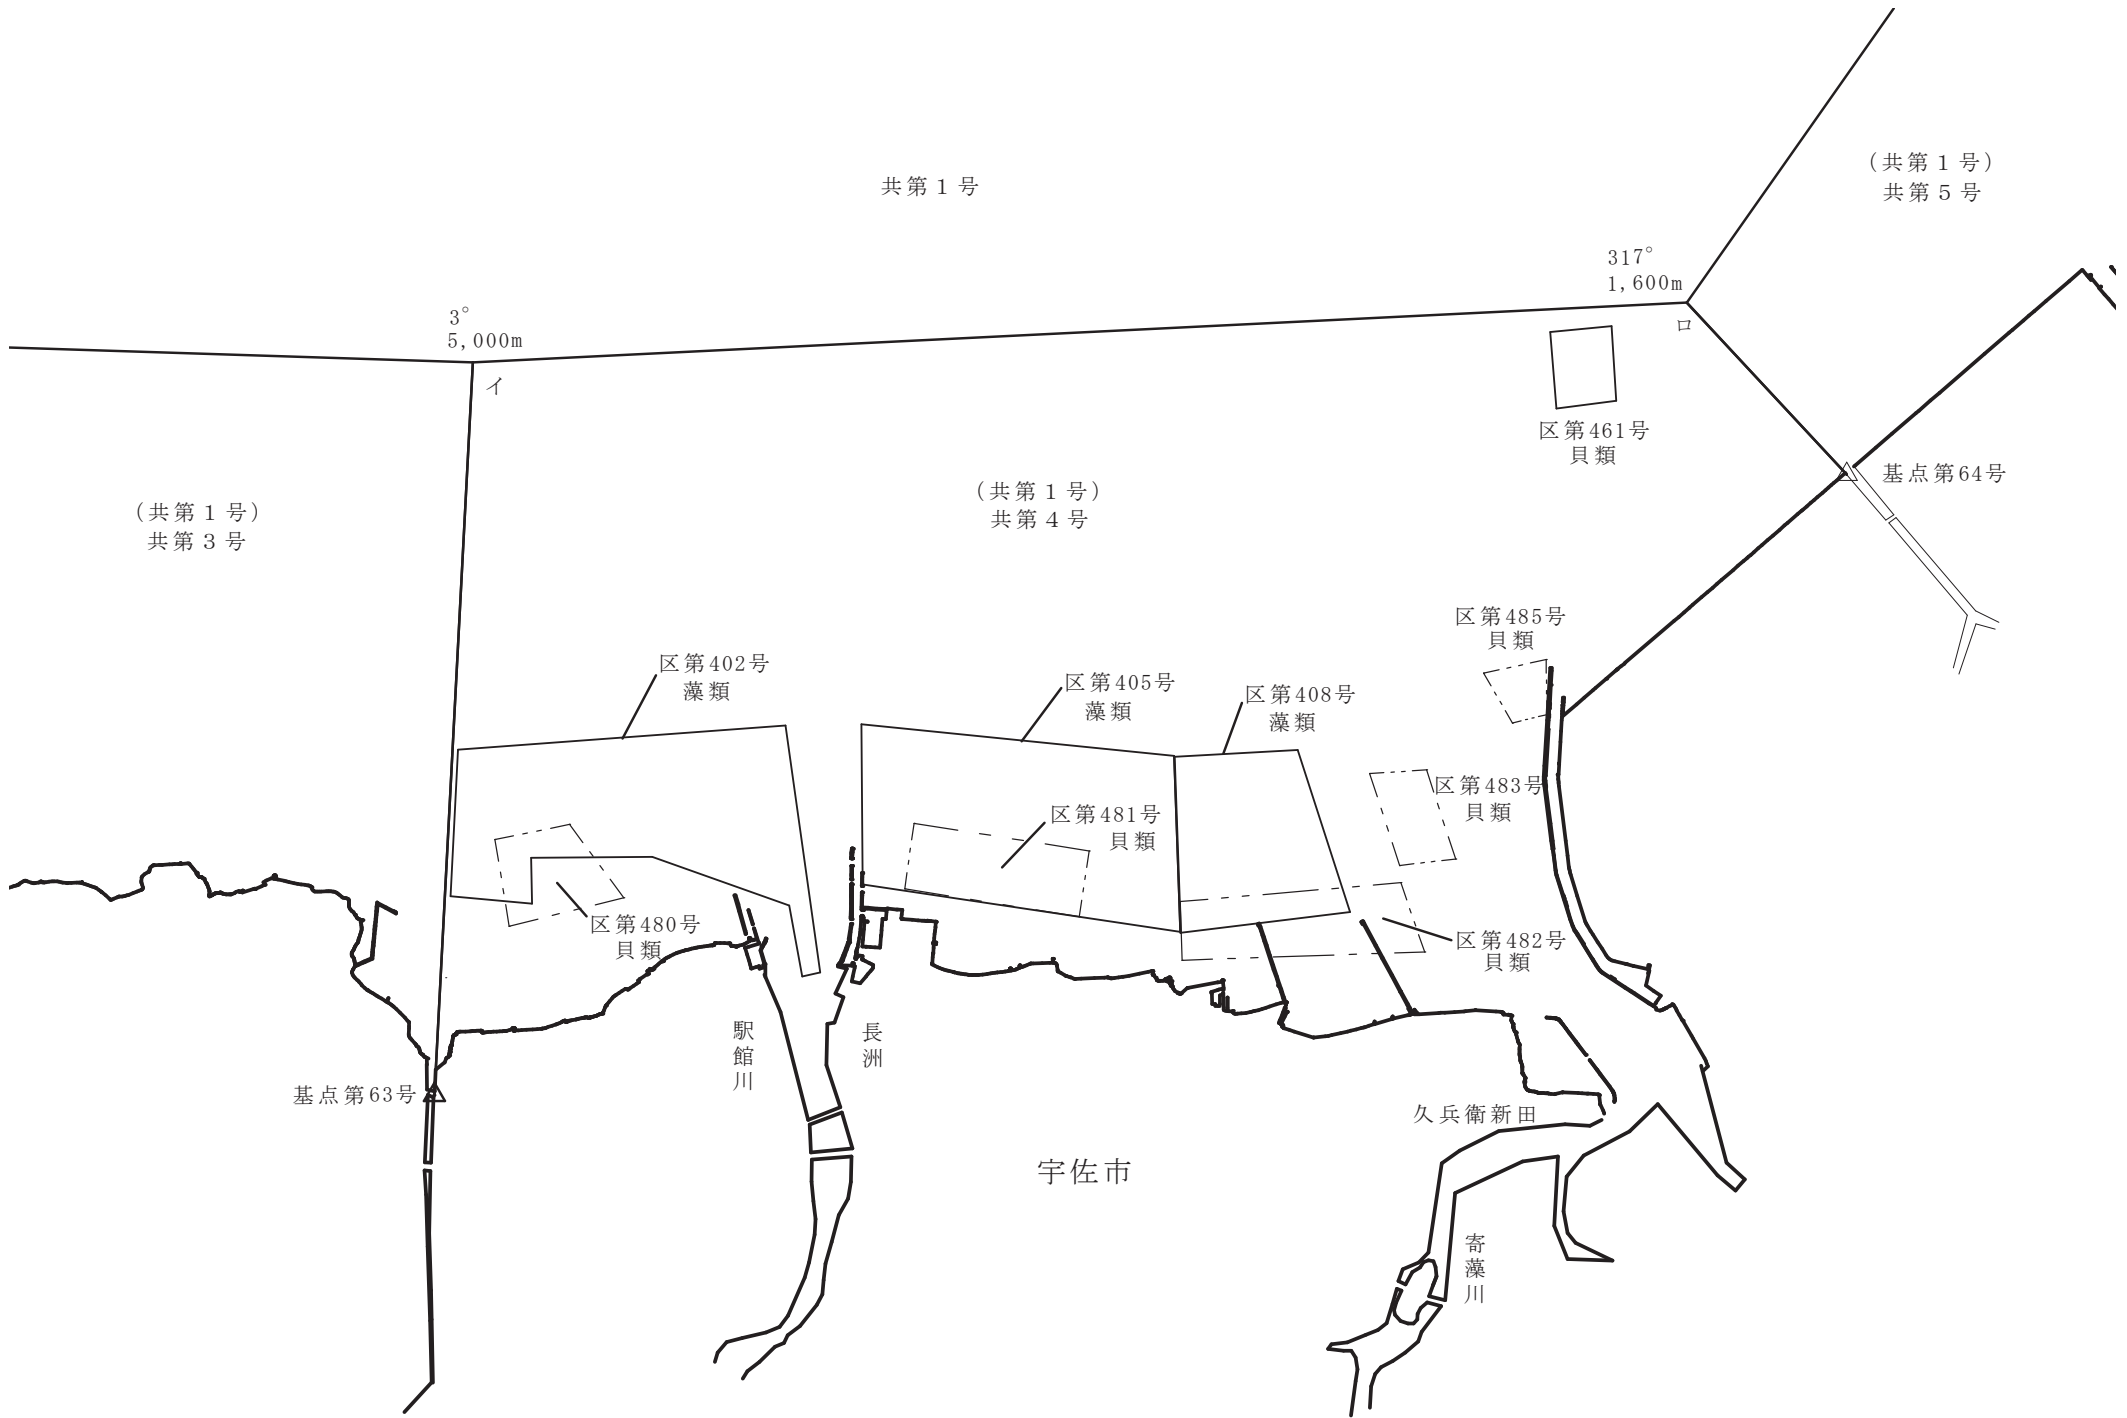 （共第１号）
共第５号
共第１号
317°
1,600m
ロ
3°
5,000m
イ
区第461号
貝類
基点第64号
（共第１号）
共第４号
（共第１号）
共第３号
区第485号
貝類
区第402号
藻類
区第405号
藻類
区第408号
藻類
区第483号
貝類
区第481号
貝類
区第480号
貝類
区第482号
貝類
駅館川
長洲
基点第63号
久兵衛新田
宇佐市
寄藻川